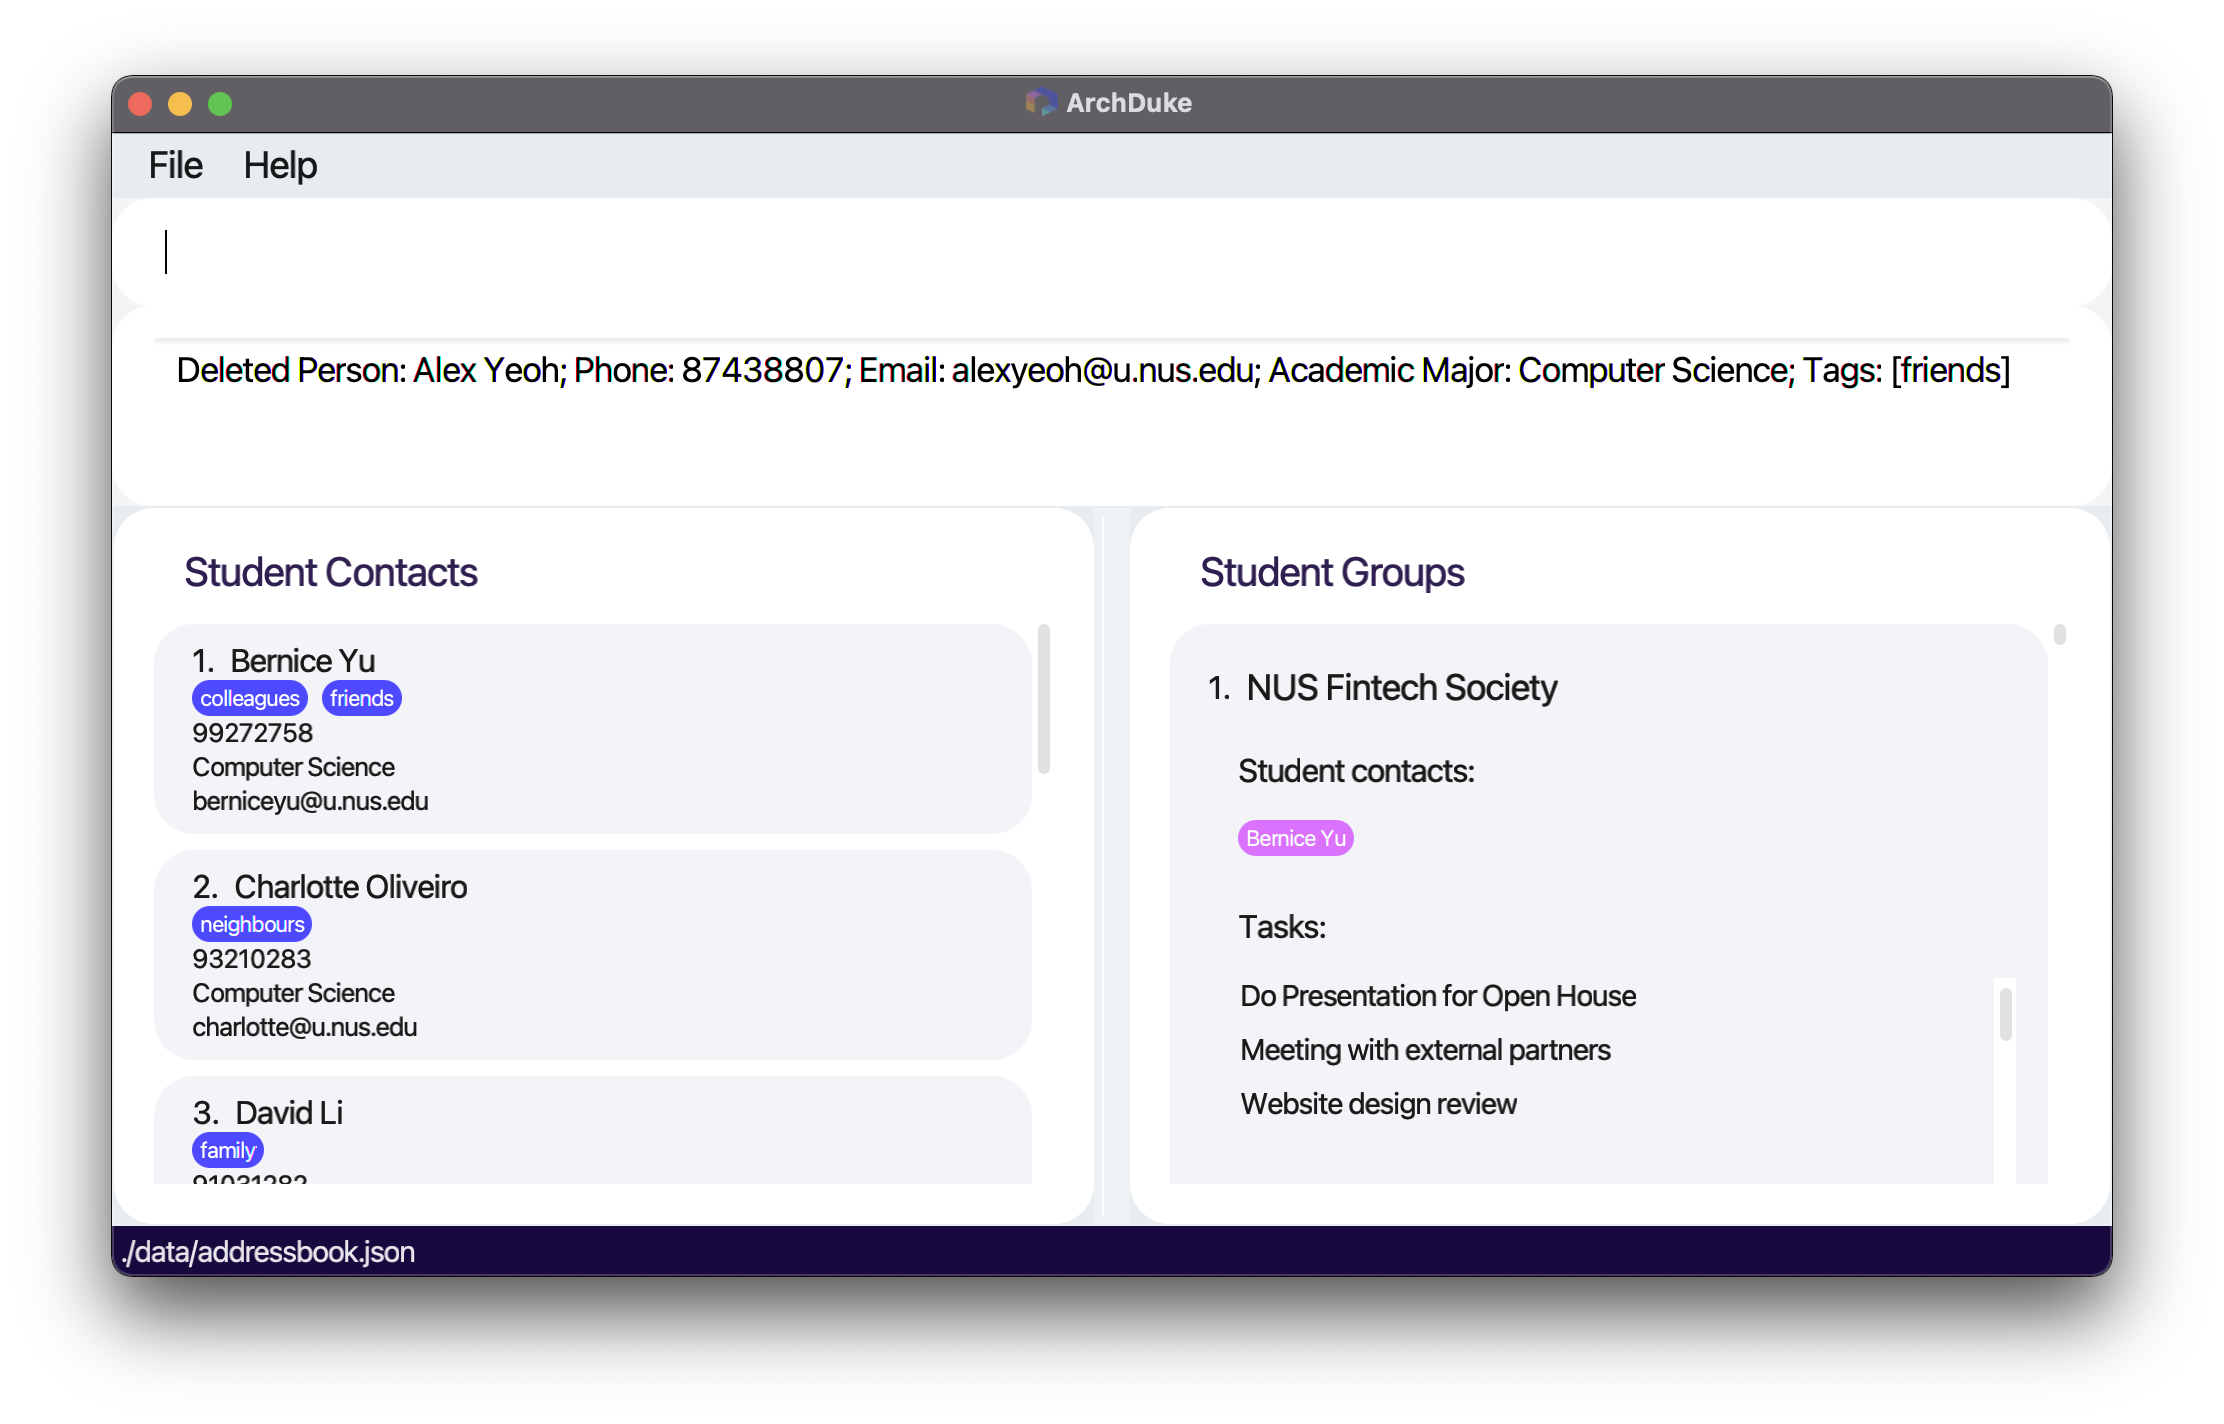 ArchDuke
File Help
Deleted Person: Alex Yeoh; Phone: 87438807; Email: alexyeoh@u.nus.edu; Academic Major: Computer Science; Tags: [friends]
Student Contacts
1. Bernice Yu
colleagues friends
99272758
Computer Science
berniceyu@u.nus.edu
2. Charlotte Oliveiro
neighbours
93210283
Computer Science
charlotte@u.nus.edu
3. David Li
family
91031282
Student Groups
1. NUS Fintech Society
Student contacts:
Bernice Yu
Tasks:
Do Presentation for Open House
Meeting with external partners
Website design review
./data/addressbook.json